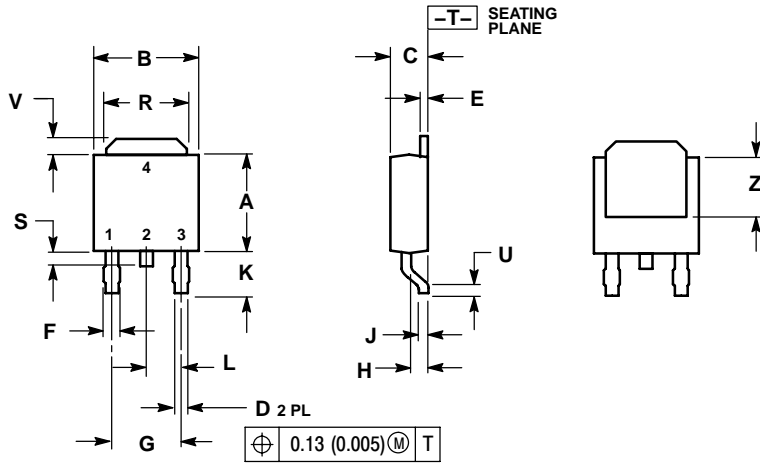 –T–
SEATING
PLANE
B
C
V
R
E
4
Z
A
S
1 2 3
U
K
F
J
L
H
D 2 PL
G
⌖ 0.13 (0.005) Ⓜ T